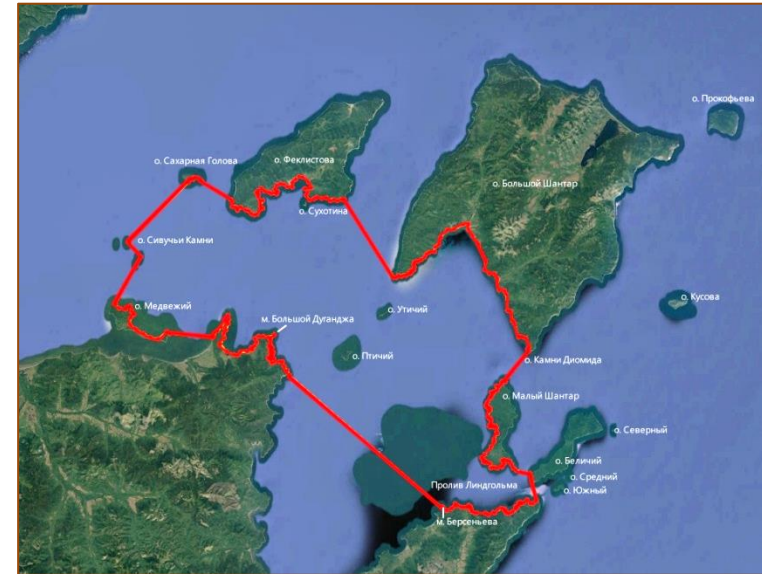 о. Прокофьева
о. Сахарная Голова
о. Феклистова
о. Большой Шантар
о. Сухотина
о. Сивучьи Камни
о. Медвежий
о. Кусова
о. Утичий
м. Большой Дуганджа
о. Птичий
о. Камни Диомида
о. Малый Шантар
о. Северный
о. Беличий
о. Средний
Пролив Линдгольма
о. Южный
м. Берсеньева